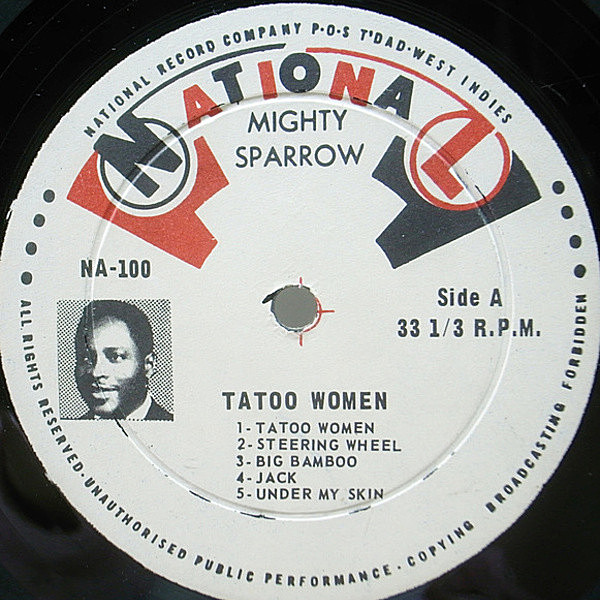 NATIONAL RECORD COMPANY P·O·S T'DAD-WEST INDIES
NATIONAL
MIGHTY
SPARROW
NA-100
Side A
33 1/3 R.P.M.
TATOO WOMEN
1-TATOO WOMEN
2-STEERING WHEEL
3-BIG BAMBOO
4-JACK
5-UNDER MY SKIN
ALL RIGHTS RESERVED·UNAUTHORISED PUBLIC PERFORMANCE·COPYING BROADCASTING FORBIDDEN